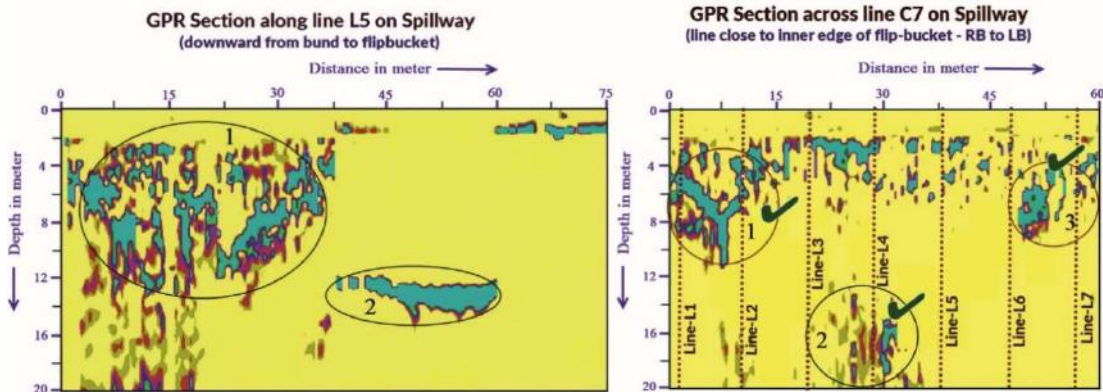 GPR Section along line L5 on Spillway
(downward from bund to flipbucket)
Distance in meter
0 15 30 45 60 75
Depth in meter
0
4
8
12
16
20
1
2
GPR Section across line C7 on Spillway
(line close to inner edge of flip-bucket - RB to LB)
Distance in meter
0 15 30 45 60
Depth in meter
0
4
8
12
16
20
1
2
3
Line-L1
Line-L2
Line-L3
Line-L4
Line-L5
Line-L6
Line-L7